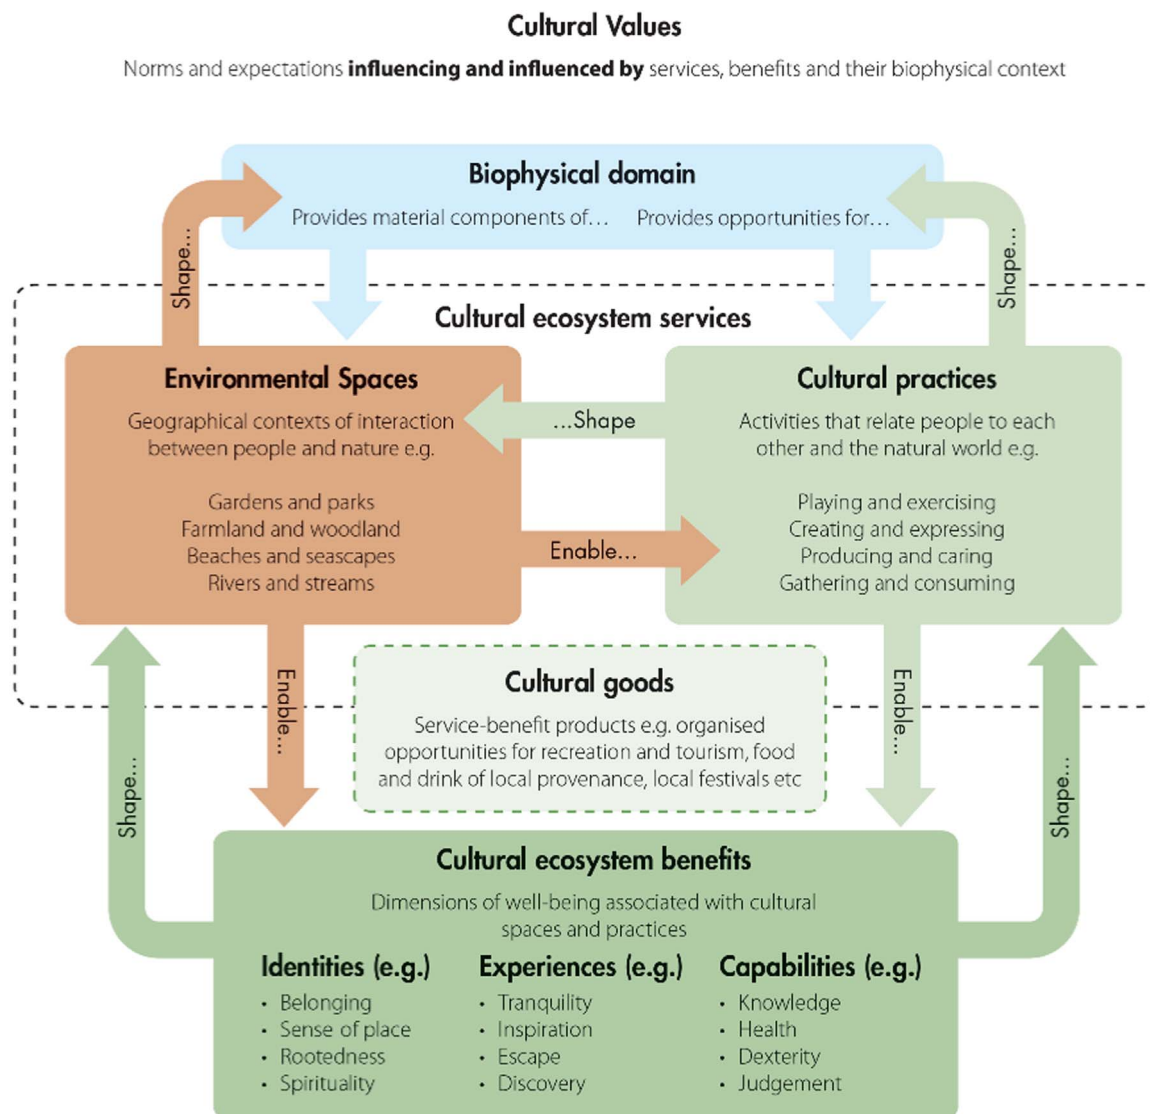 Cultural Values
Norms and expectations influencing and influenced by services, benefits and their biophysical context
Biophysical domain
Provides material components of...
Provides opportunities for...
Shape...
Shape...
Cultural ecosystem services
Environmental Spaces
Geographical contexts of interaction
between people and nature e.g.
Gardens and parks
Farmland and woodland
Beaches and seascapes
Rivers and streams
...Shape
Enable...
Cultural practices
Activities that relate people to each
other and the natural world e.g.
Playing and exercising
Creating and expressing
Producing and caring
Gathering and consuming
Enable...
Enable...
Cultural goods
Service-benefit products e.g. organised
opportunities for recreation and tourism, food
and drink of local provenance, local festivals etc
Shape...
Shape...
Cultural ecosystem benefits
Dimensions of well-being associated with cultural
spaces and practices
Identities (e.g.)
• Belonging
• Sense of place
• Rootedness
• Spirituality
Experiences (e.g.)
• Tranquility
• Inspiration
• Escape
• Discovery
Capabilities (e.g.)
• Knowledge
• Health
• Dexterity
• Judgement